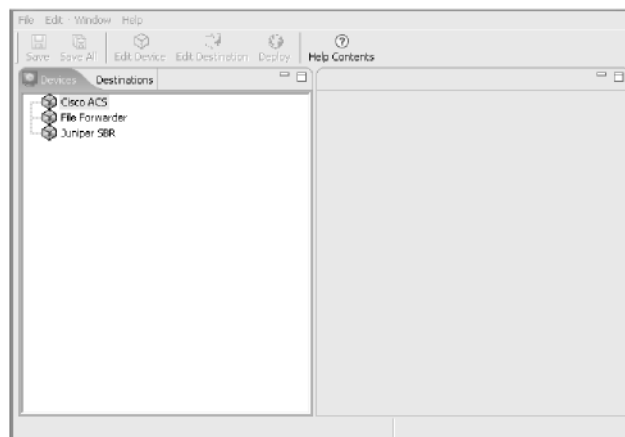 File Edit Window Help
Save Save All Edit Device Edit Destination Deploy Help Contents
Devices Destinations
Cisco ACS
File Forwarder
Juniper SBR